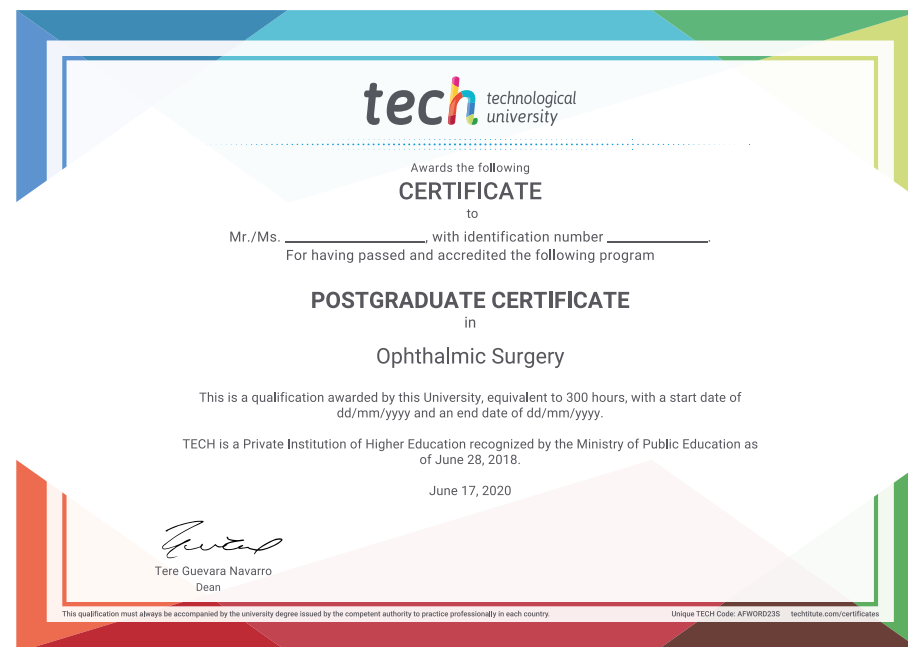 tech technological
university
Awards the following
CERTIFICATE
to
Mr./Ms. ____________________, with identification number ______________.
For having passed and accredited the following program
POSTGRADUATE CERTIFICATE
in
Ophthalmic Surgery
This is a qualification awarded by this University, equivalent to 300 hours, with a start date of
dd/mm/yyyy and an end date of dd/mm/yyyy.
TECH is a Private Institution of Higher Education recognized by the Ministry of Public Education as
of June 28, 2018.
June 17, 2020
Tere Guevara Navarro
Dean
This qualification must always be accompanied by the university degree issued by the competent authority to practice professionally in each country. Unique TECH Code: AFWORD23S techtitute.com/certificates